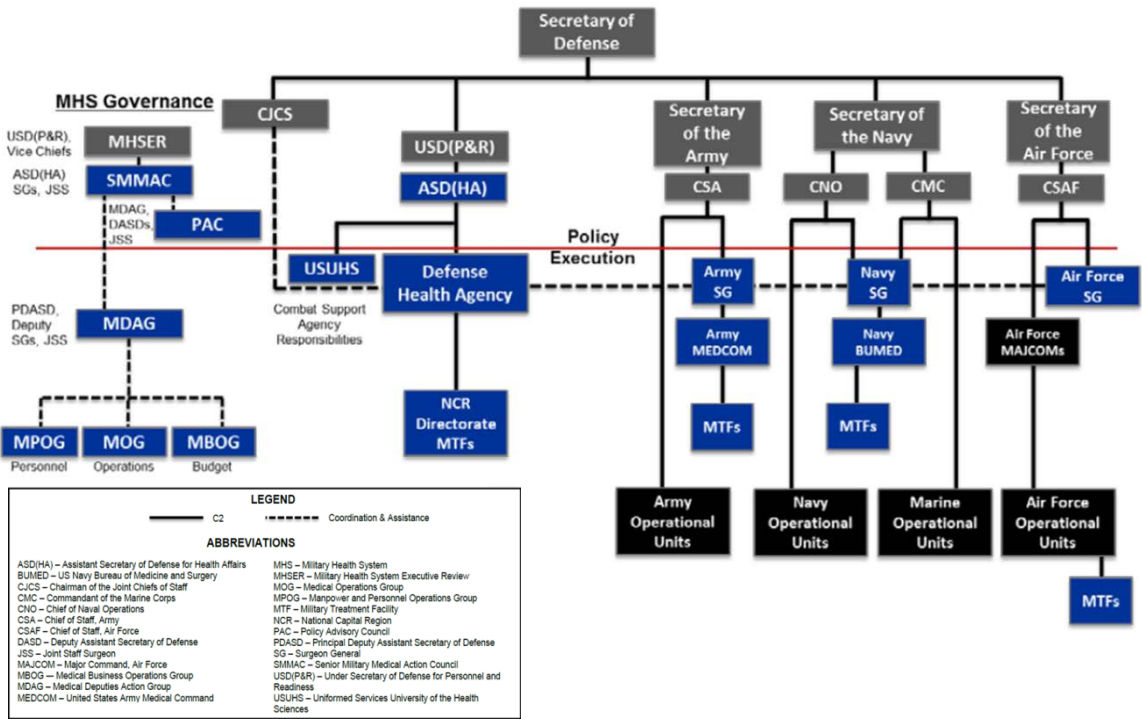 Secretary of
Defense
MHS Governance
CJCS
USD(P&R),
Vice Chiefs
MHSER
USD(P&R)
Secretary
of the
Army
Secretary of
the Navy
Secretary
of the
Air Force
ASD(HA)
SGs, JSS
SMMAC
ASD(HA)
CSA
CNO
CMC
CSAF
MDAG,
DASDs,
JSS
PAC
Policy
Execution
USUHS
Defense
Health Agency
Army
SG
Navy
SG
Air Force
SG
Combat Support
Agency
Responsibilities
PDASD,
Deputy
SGs, JSS
MDAG
Army
MEDCOM
Navy
BUMED
Air Force
MAJCOMs
NCR
Directorate
MTFs
MTFs
MTFs
MPOG
MOG
MBOG
Personnel
Operations
Budget
Army
Operational
Units
Navy
Operational
Units
Marine
Operational
Units
Air Force
Operational
Units
MTFs
LEGEND
C2
Coordination & Assistance
ABBREVIATIONS
ASD(HA) – Assistant Secretary of Defense for Health Affairs
BUMED – US Navy Bureau of Medicine and Surgery
CJCS – Chairman of the Joint Chiefs of Staff
CMC – Commandant of the Marine Corps
CNO – Chief of Naval Operations
CSA – Chief of Staff, Army
CSAF – Chief of Staff, Air Force
DASD – Deputy Assistant Secretary of Defense
JSS – Joint Staff Surgeon
MAJCOM – Major Command, Air Force
MBOG – Medical Business Operations Group
MDAG – Medical Deputies Action Group
MEDCOM – United States Army Medical Command
MHS – Military Health System
MHSER – Military Health System Executive Review
MOG – Medical Operations Group
MPOG – Manpower and Personnel Operations Group
MTF – Military Treatment Facility
NCR – National Capital Region
PAC – Policy Advisory Council
PDASD – Principal Deputy Assistant Secretary of Defense
SG – Surgeon General
SMMAC – Senior Military Medical Action Council
USD(P&R) – Under Secretary of Defense for Personnel and
Readiness
USUHS – Uniformed Services University of the Health
Sciences